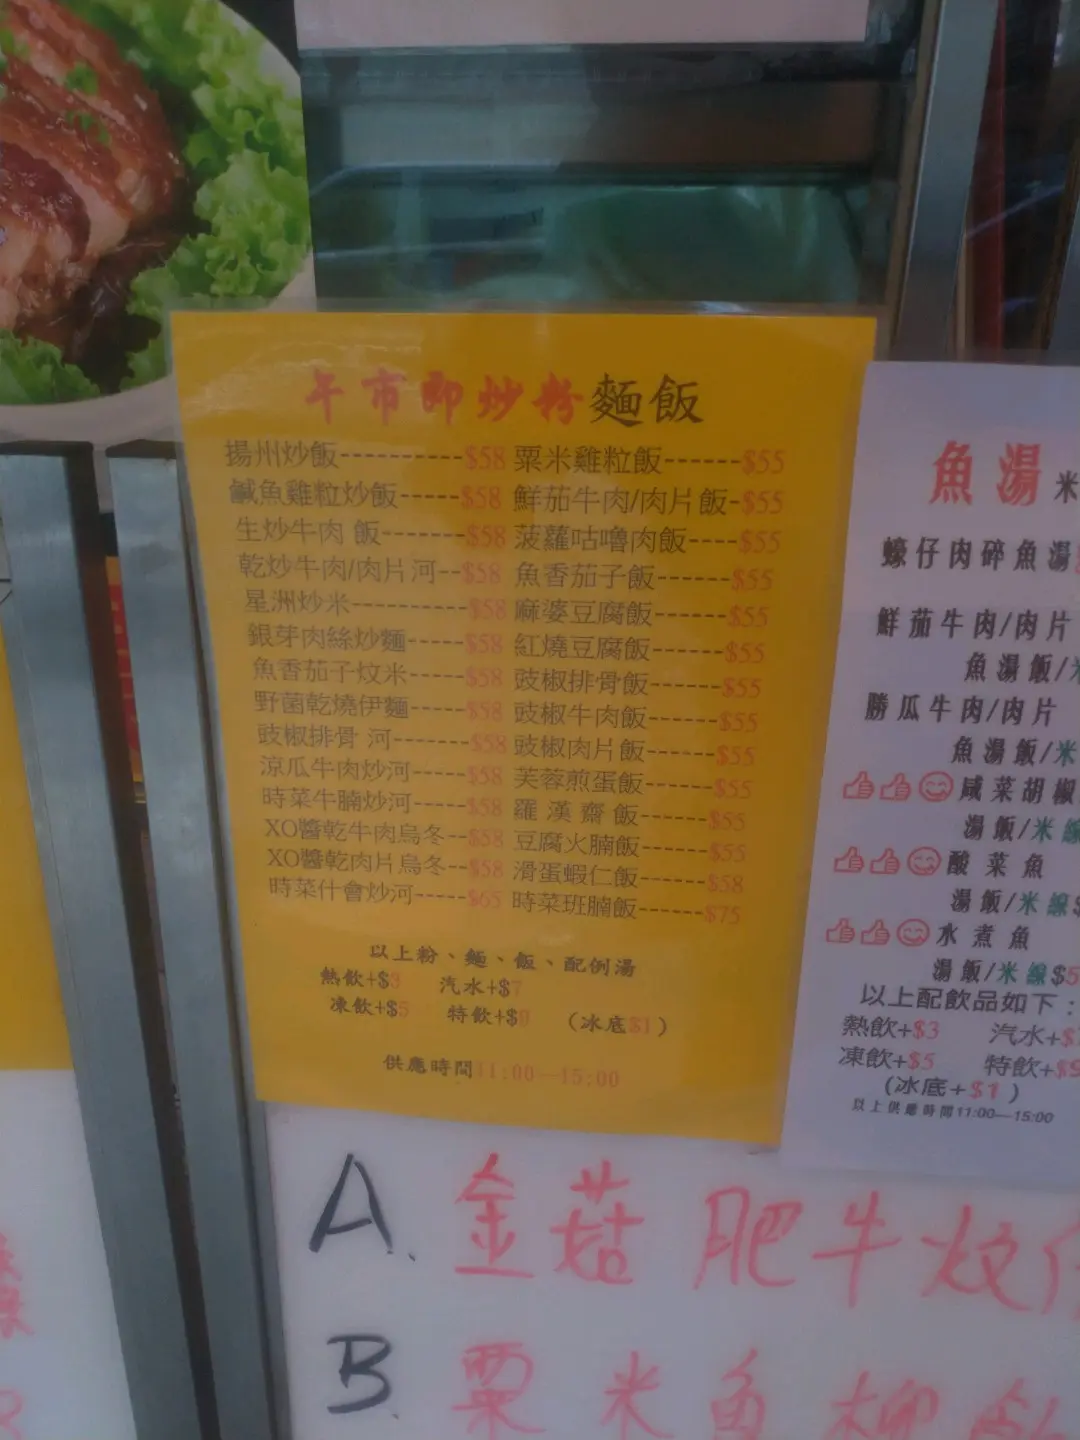 午市即炒粉麵飯
揚州炒飯-----------$58
鹹魚雞粒炒飯------$58
生炒牛肉 飯--------$58
乾炒牛肉/肉片河--$58
星洲炒米-----------$58
銀芽肉絲炒麵------$58
魚香茄子炆米------$58
野菌乾燒伊麵------$58
豉椒排骨 河-------$58
涼瓜牛肉炒河------$58
時菜牛腩炒河------$58
XO醬乾牛肉烏冬--$58
XO醬乾肉片烏冬--$58
時菜什會炒河------$65
粟米雞粒飯-------$55
鮮茄牛肉/肉片飯-$55
菠蘿咕嚕肉飯----$55
魚香茄子飯-------$55
麻婆豆腐飯-------$55
紅燒豆腐飯-------$55
豉椒排骨飯-------$55
豉椒牛肉飯-------$55
豉椒肉片飯-------$55
芙蓉煎蛋飯-------$55
羅 漢 齋 飯-------$55
豆腐火腩飯-------$55
滑蛋蝦仁飯-------$58
時菜班腩飯-------$75
以上粉、麵、飯、配例湯
熱飲+$3 汽水+$7
凍飲+$5 特飲+$9 (冰底$1)
供應時間11:00--15:00
魚湯米
蠔仔肉碎魚湯
鮮茄牛肉/肉片
魚湯飯/米
勝瓜牛肉/肉片
魚湯飯/米
咸菜胡椒
湯飯/米線
酸菜魚
湯飯/米線$
水煮魚
湯飯/米線$5
以上配飲品如下:
熱飲+$3 汽水+$
凍飲+$5 特飲+$9
(冰底+$1)
以上供應時間11:00—15:00
A. 金菇肥牛炆
B. 粟米魚柳飯